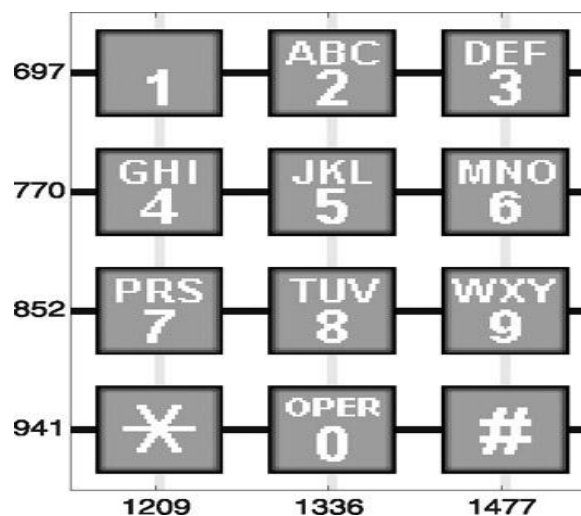 ABC DEF
697 1 2 3
GHI JKL MNO
770 4 5 6
PRS TUV WXY
852 7 8 9
OPER
941 * 0 #
1209 1336 1477